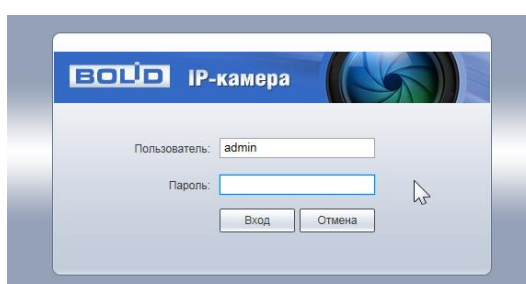 BOLID IP-камера
Пользователь: admin
Пароль:
Вход Отмена